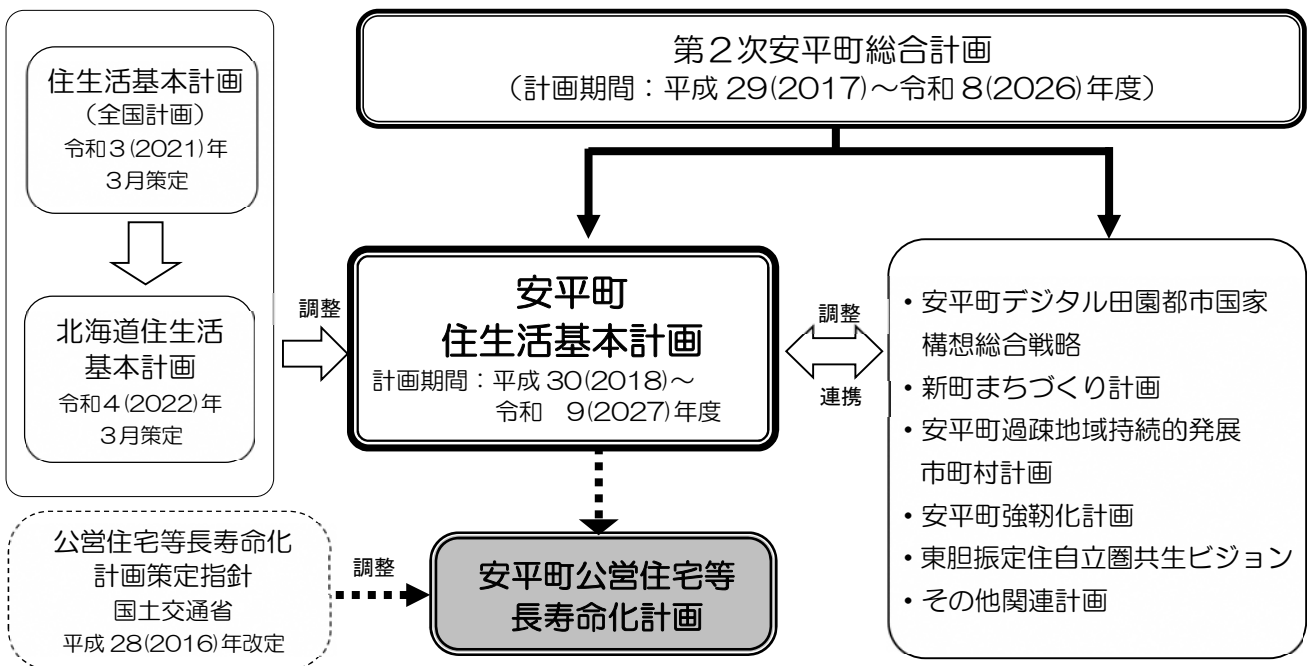 第２次安平町総合計画
（計画期間：平成 29(2017)～令和 8(2026)年度）
住生活基本計画
（全国計画）
令和３(2021)年
３月策定
北海道住生活
基本計画
令和４(2022)年
３月策定
調整
安平町
住生活基本計画
計画期間：平成 30(2018)～
令和　9(2027)年度
調整
連携
・安平町デジタル田園都市国家
構想総合戦略
・新町まちづくり計画
・安平町過疎地域持続的発展
市町村計画
・安平町強靭化計画
・東胆振定住自立圏共生ビジョン
・その他関連計画
公営住宅等長寿命化
計画策定指針
国土交通省
平成 28(2016)年改定
調整
安平町公営住宅等
長寿命化計画